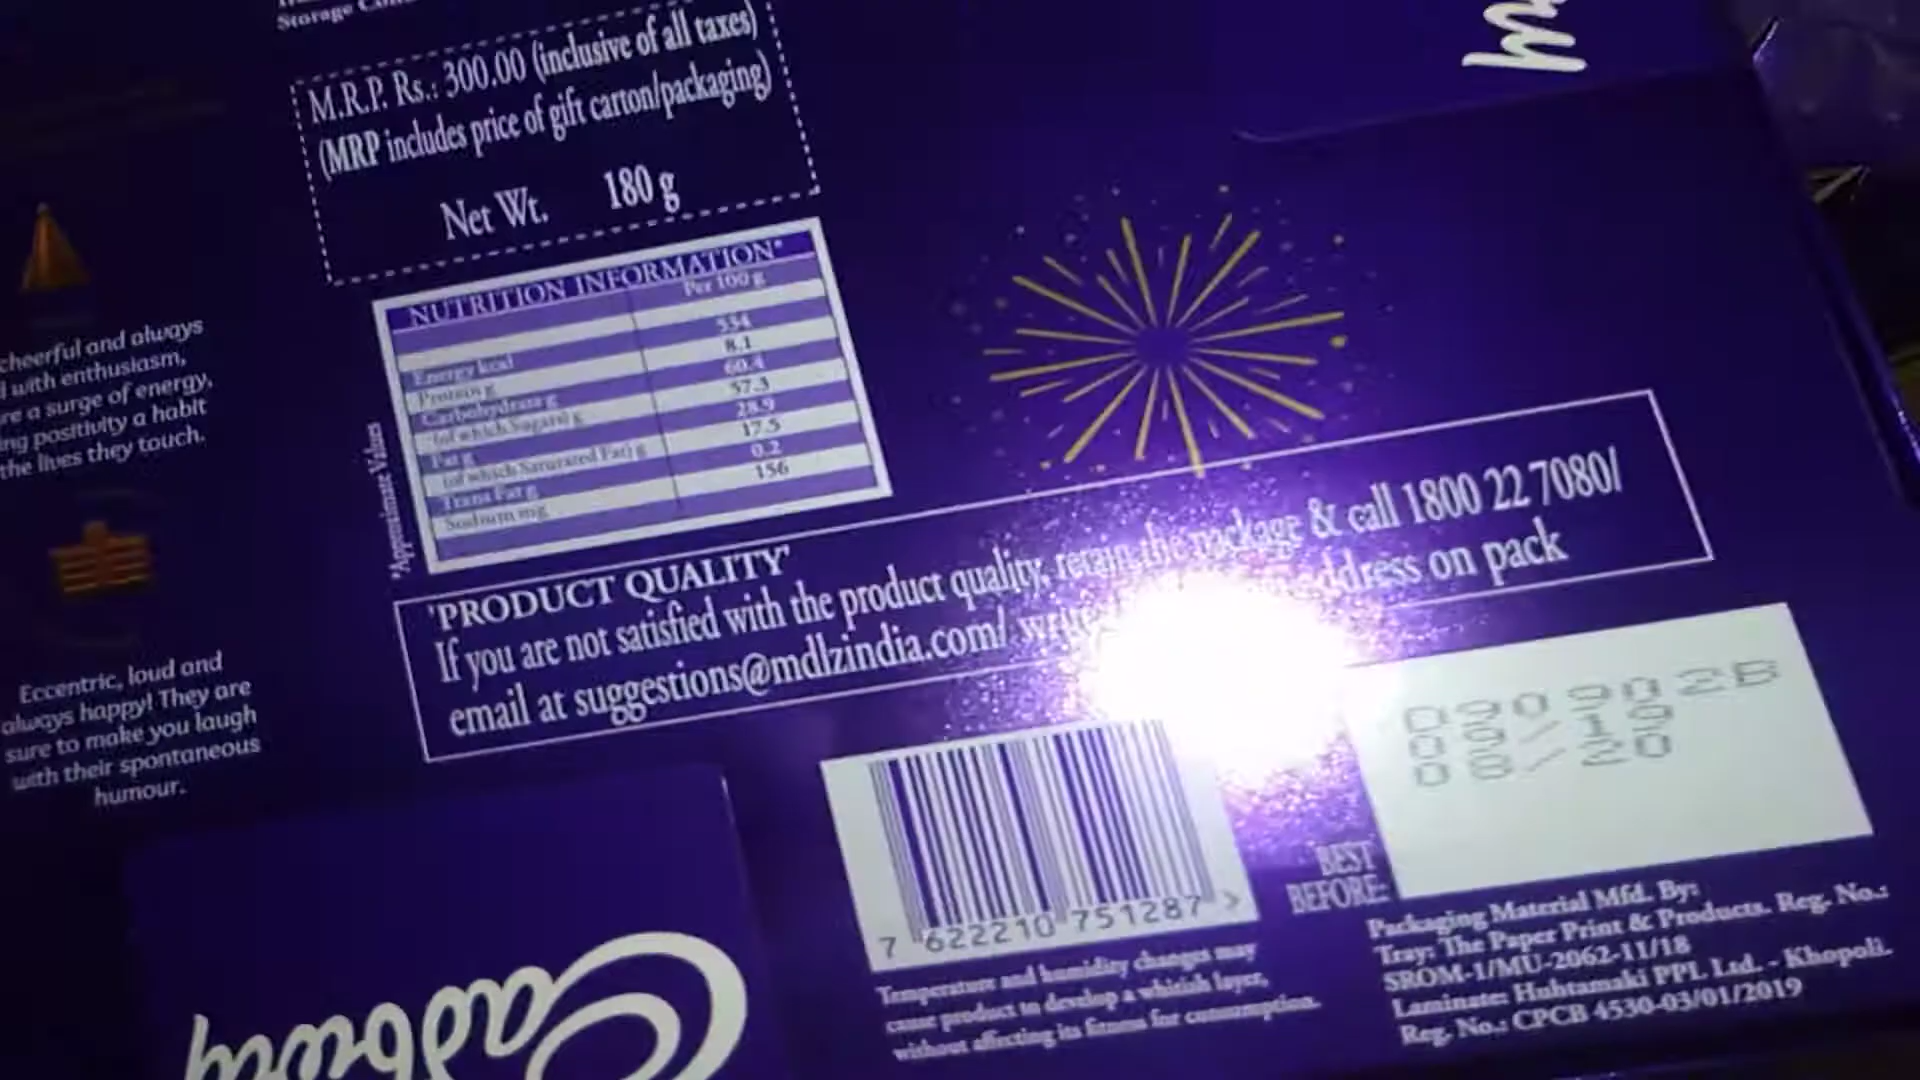 Storage
M.R.P. Rs.: 300.00 (inclusive of all taxes)
(MRP includes price of gift carton/packaging)
Net Wt. 180 g
NUTRITION INFORMATION*
Per 100 g
Energy kcal 534
Proteins g 8.1
Carbohydrate g 60.4
(of which Sugars) g 57.3
Fat g 28.9
(of which Saturated Fat) g 17.5
Trans Fat g 0.2
Sodium mg 156
*Approximate Values
cheerful and always
with enthusiasm,
a surge of energy,
positivity a habit
the lives they touch.
Eccentric, loud and
always happy! They are
sure to make you laugh
with their spontaneous
humour.
'PRODUCT QUALITY'
If you are not satisfied with the product quality, retain the package & call 1800 22 7080/
email at suggestions@mdlzindia.com/ write address on pack
7 622210 751287 >
Temperature and humidity changes may
cause product to develop a whitish layer,
without affecting its fitness for consumption.
BEST
BEFORE:
Packaging Material Mfd. By:
Tray: The Paper Print & Products. Reg. No.:
SROM-1/MU-2062-11/18
Laminate: Huhtamaki PPL Ltd. - Khopoli.
Reg. No.: CPCB 4530-03/01/2019
Cadbury